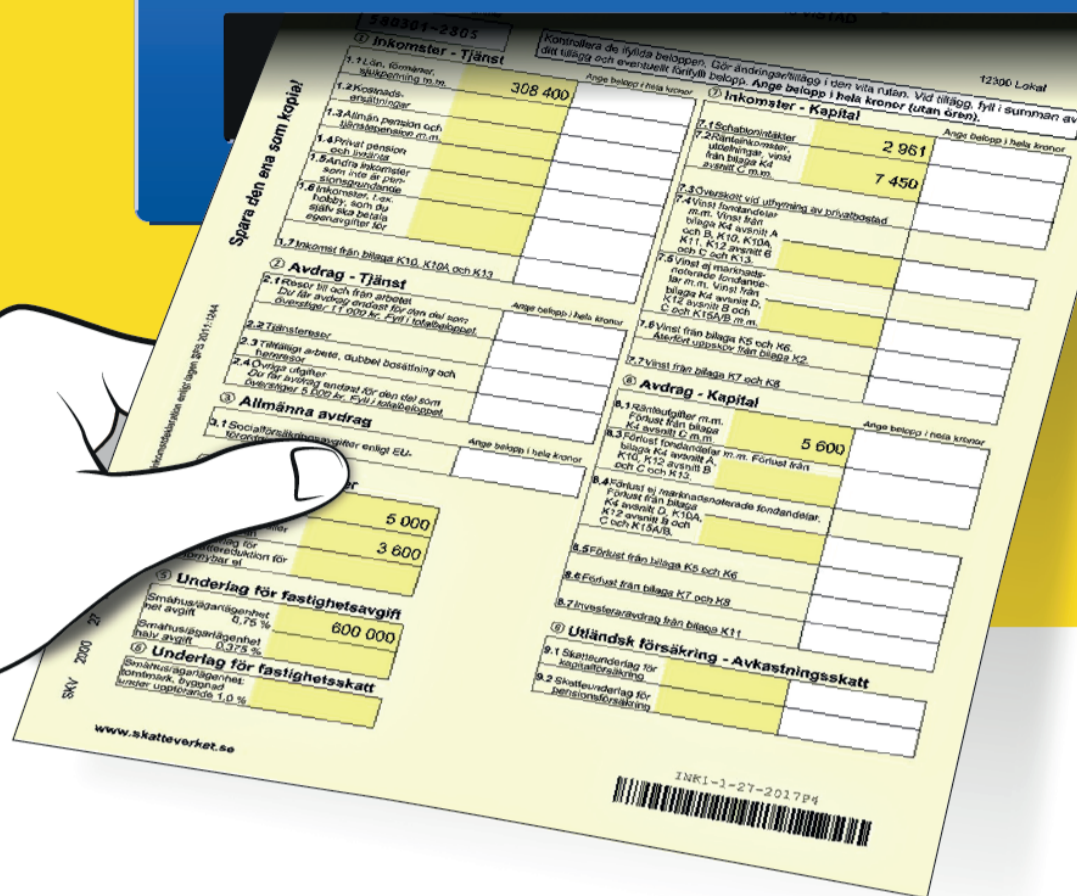 580301-2805
① Inkomster - Tjänst
1.1 Lön, förmåner,
sjukpenning m.m.
308 400
Ange belopp i hela kronor
1.2 Kostnads-
ersättningar
1.3 Allmän pension och
tjänstepension m.m.
1.4 Privat pension
och livränta
1.5 Andra inkomster
som inte är pen-
sionsgrundande
1.6 Inkomster, t.ex.
hobby, som du
själv ska betala
egenavgifter för
1.7 Inkomst från bilaga K10, K10A och K13
② Avdrag - Tjänst
2.1 Resor till och från arbetet
Du får avdrag endast för den del som
överstiger 11 000 kr. Fyll i totalbeloppet.
Ange belopp i hela kronor
2.2 Tjänsteresor
2.3 Tillfälligt arbete, dubbel bosättning och
hemresor
2.4 Övriga utgifter
Du får avdrag endast för den del som
överstiger 5 000 kr. Fyll i totalbeloppet.
③ Allmänna avdrag
3.1 Socialförsäkringsavgifter enligt EU-
Ange belopp i hela kronor
5 000
3 600
lag för
reduktion för
nybar el
⑤ Underlag för fastighetsavgift
Småhus/ägarlägenhet
hel avgift 0,75 %
600 000
Småhus/ägarlägenhet
halv avgift 0,375 %
⑥ Underlag för fastighetsskatt
Småhus/ägarlägenhet:
tomtmark, byggnad
under uppförande 1,0 %
Kontrollera de ifyllda beloppen. Gör ändringar/tillägg i den vita rutan. Vid tillägg, fyll i summan av
ditt tillägg och eventuellt förifyllt belopp. Ange belopp i hela kronor (utan ören).
12300 Lokal
⑦ Inkomster - Kapital
7.1 Schablonintäkter
2 961
Ange belopp i hela kronor
7.2 Ränteinkomster,
utdelningar, vinst
från bilaga K4
avsnitt C m.m.
7 450
7.3 Överskott vid uthyrning av privatbostad
7.4 Vinst fondandelar
m.m. Vinst från
bilaga K4 avsnitt A
och B, K10, K10A,
K11, K12 avsnitt B
och C och K13.
7.5 Vinst ej marknads-
noterade fondande-
lar m.m. Vinst från
bilaga K4 avsnitt D,
K12 avsnitt B och
C och K15A/B m.m.
7.6 Vinst från bilaga K5 och K6.
Återfört uppskov från bilaga K2.
7.7 Vinst från bilaga K7 och K8
⑧ Avdrag - Kapital
8.1 Ränteutgifter m.m.
Förlust från bilaga
K4 avsnitt C m.m.
5 600
Ange belopp i hela kronor
8.3 Förlust fondandelar m.m. Förlust från
bilaga K4 avsnitt A,
K10, K12 avsnitt B
och C och K13.
8.4 Förlust ej marknadsnoterade fondandelar.
Förlust från bilaga
K4 avsnitt D, K10A,
K12 avsnitt B och
C och K15A/B.
8.5 Förlust från bilaga K5 och K6
8.6 Förlust från bilaga K7 och K8
8.7 Investeraravdrag från bilaga K11
⑨ Utländsk försäkring - Avkastningsskatt
9.1 Skatteunderlag för
kapitalförsäkring
9.2 Skatteunderlag för
pensionsförsäkring
Spara den ena som kopia!
SKV 2000 27
www.skatteverket.se
INK1-1-27-2017P4